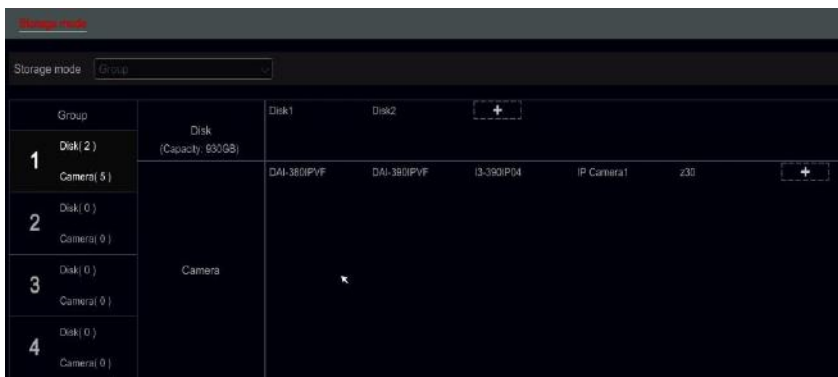 Storage mode
Storage mode Group
Group
Disk
(Capacity: 930GB)
Disk1 Disk2 +
1
Disk( 2 )
Camera( 5 )
Camera
DAI-380IPVF DAI-390IPVF I3-390IP04 IP Camera1 z30 +
2
Disk( 0 )
Camera( 0 )
3
Disk( 0 )
Camera( 0 )
4
Disk( 0 )
Camera( 0 )